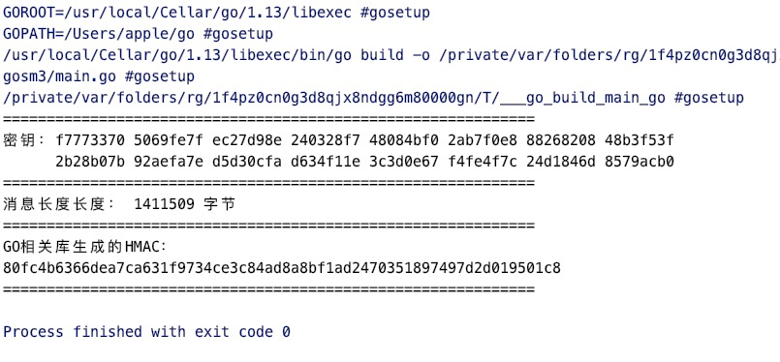 GOROOT=/usr/local/Cellar/go/1.13/libexec #gosetup
GOPATH=/Users/apple/go #gosetup
/usr/local/Cellar/go/1.13/libexec/bin/go build -o /private/var/folders/rg/1f4pz0cn0g3d8qj
gosm3/main.go #gosetup
/private/var/folders/rg/1f4pz0cn0g3d8qjx8ndgg6m80000gn/T/___go_build_main_go #gosetup
============================================================
密钥: f7773370 5069fe7f ec27d98e 240328f7 48084bf0 2ab7f0e8 88268208 48b3f53f
2b28b07b 92aefa7e d5d30cfa d634f11e 3c3d0e67 f4fe4f7c 24d1846d 8579acb0
============================================================
消息长度长度: 1411509 字节
============================================================
GO相关库生成的HMAC:
80fc4b6366dea7ca631f9734ce3c84ad8a8bf1ad2470351897497d2d019501c8
============================================================
Process finished with exit code 0